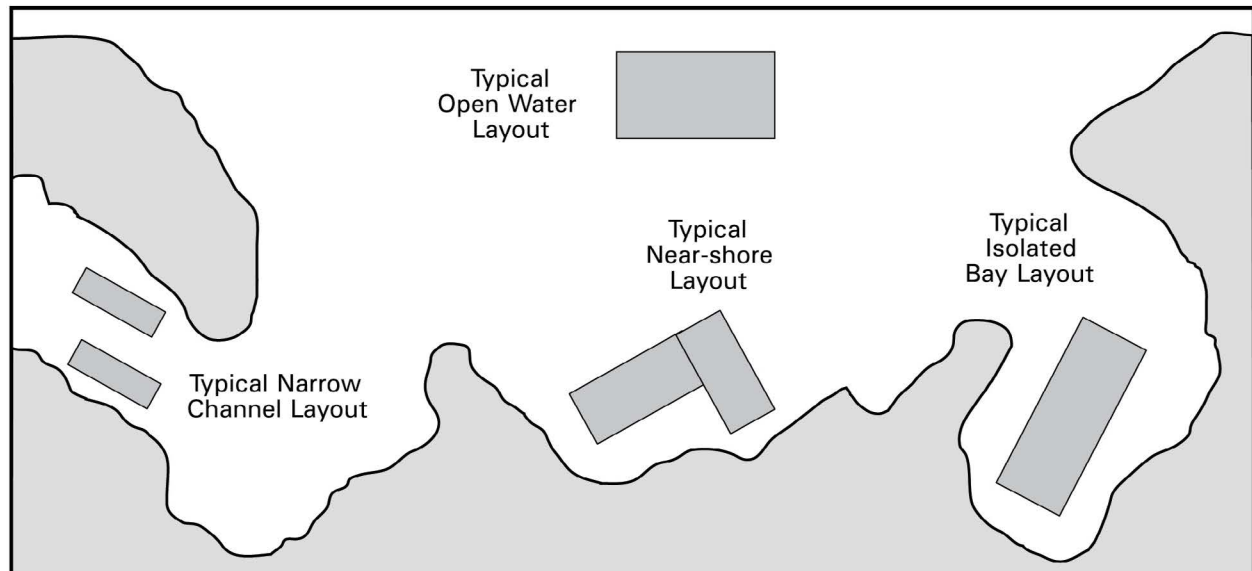 Typical
Open Water
Layout
Typical
Near-shore
Layout
Typical
Isolated
Bay Layout
Typical Narrow
Channel Layout